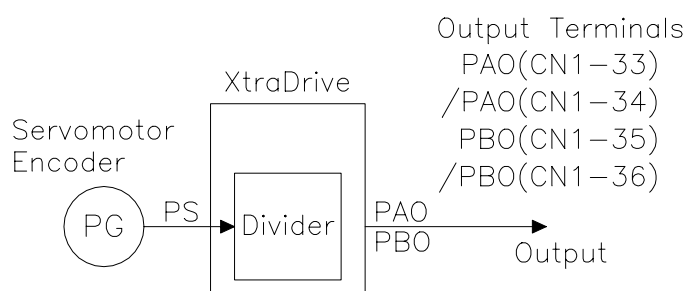 Output Terminals
PAO(CN1-33)
/PAO(CN1-34)
PBO(CN1-35)
/PBO(CN1-36)
XtraDrive
Servomotor
Encoder
PG
PS
Divider
PAO
PBO
Output